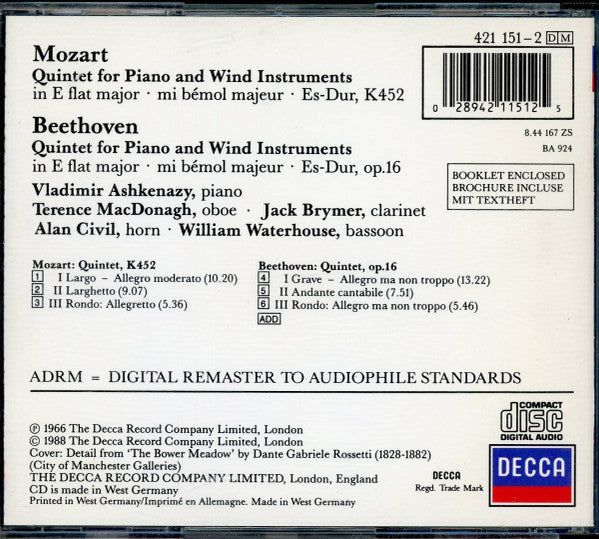 421 151-2 DM
Mozart
Quintet for Piano and Wind Instruments
in E flat major · mi bémol majeur · Es-Dur, K452
0 28942 11512 5
Beethoven
8.44 167 ZS
Quintet for Piano and Wind Instruments
BA 924
in E flat major · mi bémol majeur · Es-Dur, op.16
BOOKLET ENCLOSED
BROCHURE INCLUSE
MIT TEXTHEFT
Vladimir Ashkenazy, piano
Terence MacDonagh, oboe · Jack Brymer, clarinet
Alan Civil, horn · William Waterhouse, bassoon
Mozart: Quintet, K452
1 I Largo – Allegro moderato (10.20)
2 II Larghetto (9.07)
3 III Rondo: Allegretto (5.36)
Beethoven: Quintet, op.16
4 I Grave – Allegro ma non troppo (13.22)
5 II Andante cantabile (7.51)
6 III Rondo: Allegro ma non troppo (5.46)
ADD
ADRM = DIGITAL REMASTER TO AUDIOPHILE STANDARDS
℗ 1966 The Decca Record Company Limited, London
© 1988 The Decca Record Company Limited, London
Cover: Detail from 'The Bower Meadow' by Dante Gabriele Rossetti (1828-1882)
(City of Manchester Galleries)
THE DECCA RECORD COMPANY LIMITED, London, England
CD is made in West Germany
Printed in West Germany/Imprimé en Allemagne. Made in West Germany
DECCA
Regd. Trade Mark
COMPACT
disc
DIGITAL AUDIO
DECCA